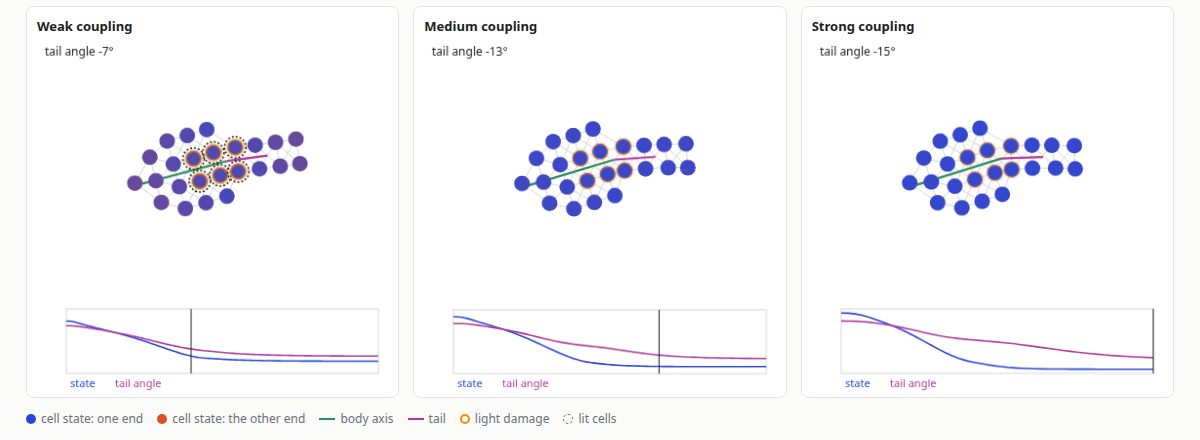 Weak coupling
tail angle -7°
state tail angle
Medium coupling
tail angle -13°
state tail angle
Strong coupling
tail angle -15°
state tail angle
cell state: one end cell state: the other end body axis tail light damage lit cells